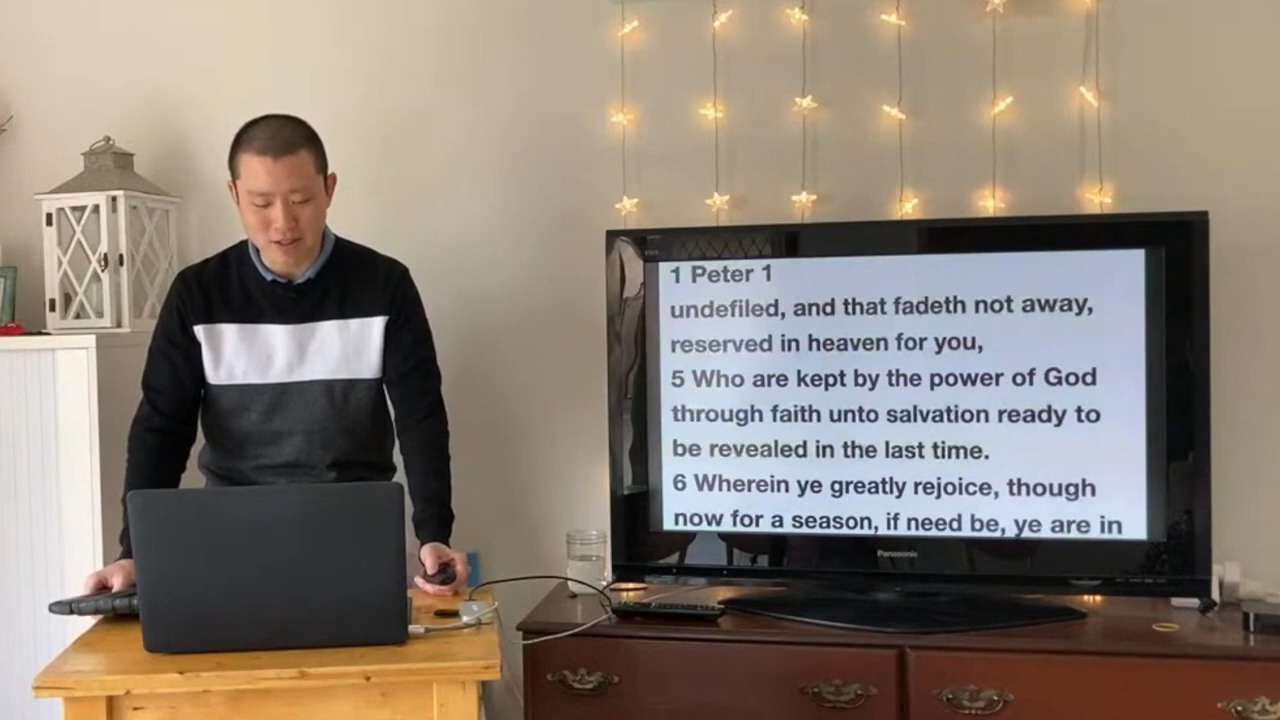 1 Peter 1
undefiled, and that fadeth not away,
reserved in heaven for you,
5 Who are kept by the power of God
through faith unto salvation ready to
be revealed in the last time.
6 Wherein ye greatly rejoice, though
now for a season, if need be, ye are in
Panasonic